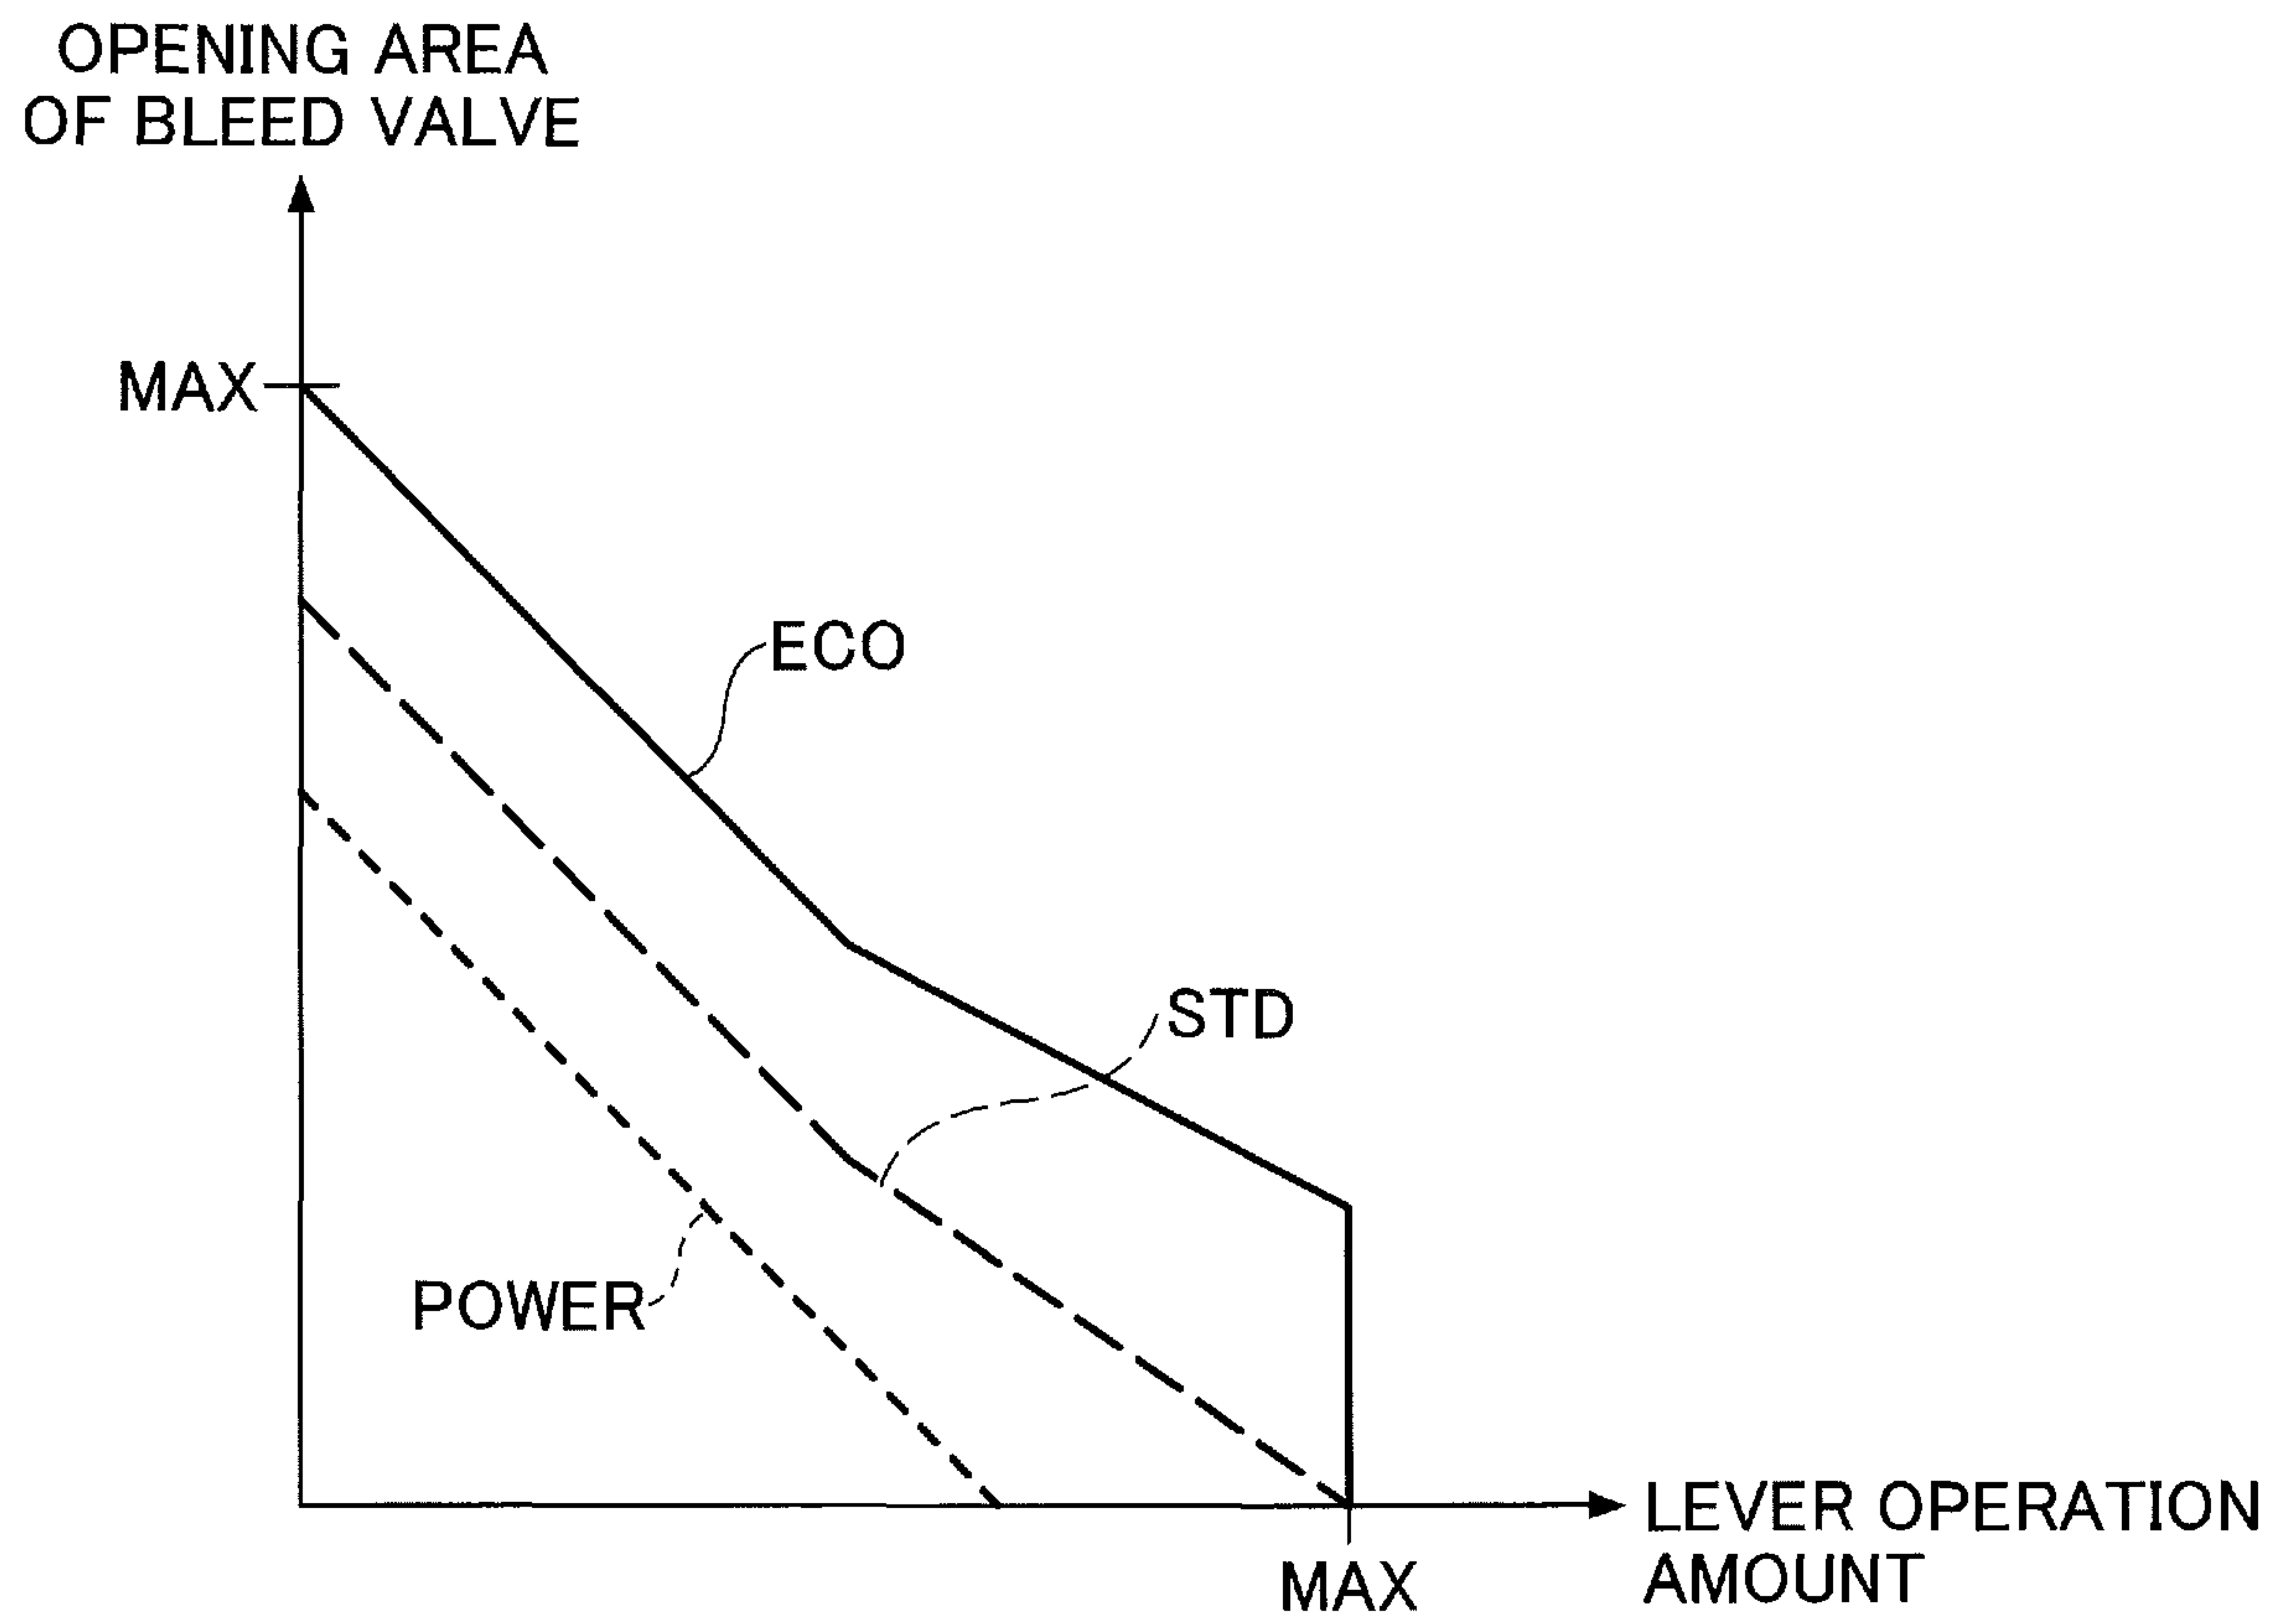 OPENING AREA
OF BLEED VALVE
MAX
ECO
STD
POWER
LEVER OPERATION
AMOUNT
MAX